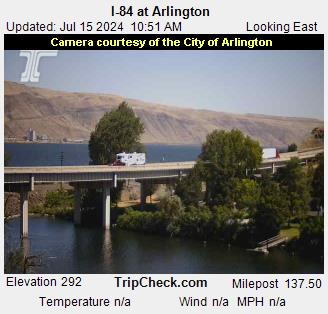 I-84 at Arlington
Updated: Jul 15 2024 10:51 AM Looking East
Camera courtesy of the City of Arlington
Elevation 292 TripCheck.com Milepost 137.50
Temperature n/a Wind n/a MPH n/a